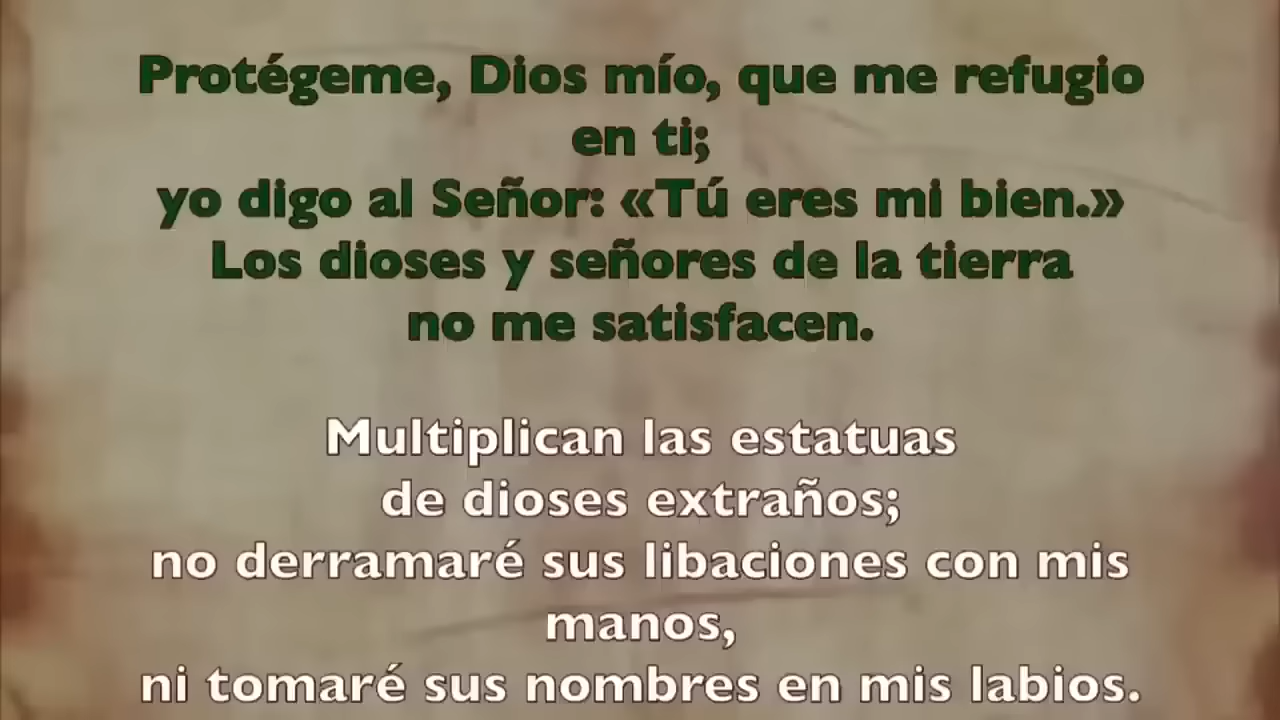 Protégeme, Dios mío, que me refugio
en ti;
yo digo al Señor: «Tú eres mi bien.»
Los dioses y señores de la tierra
no me satisfacen.
Multiplican las estatuas
de dioses extraños;
no derramaré sus libaciones con mis
manos,
ni tomaré sus nombres en mis labios.